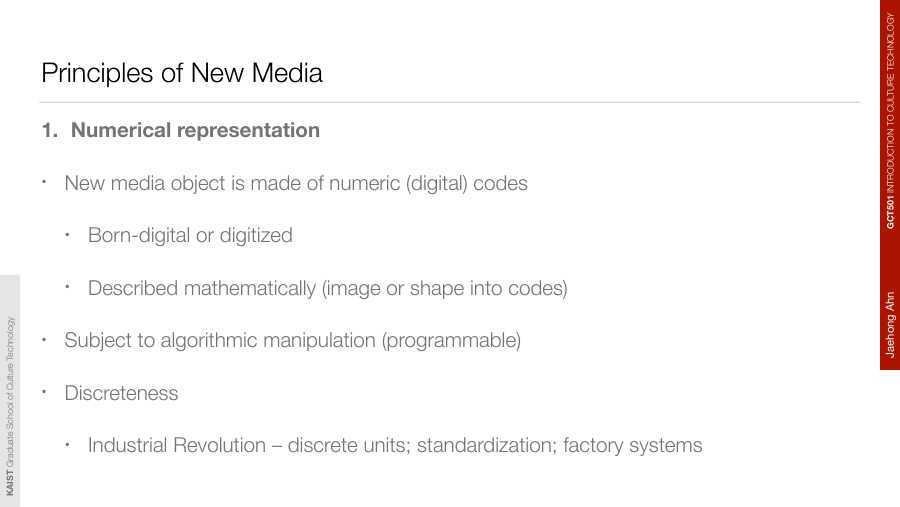 Principles of New Media
1. Numerical representation
• New media object is made of numeric (digital) codes
• Born-digital or digitized
• Described mathematically (image or shape into codes)
• Subject to algorithmic manipulation (programmable)
• Discreteness
• Industrial Revolution – discrete units; standardization; factory systems
GCT501 INTRODUCTION TO CULTURE TECHNOLOGY
Jaehong Ahn
KAIST Graduate School of Culture Technology